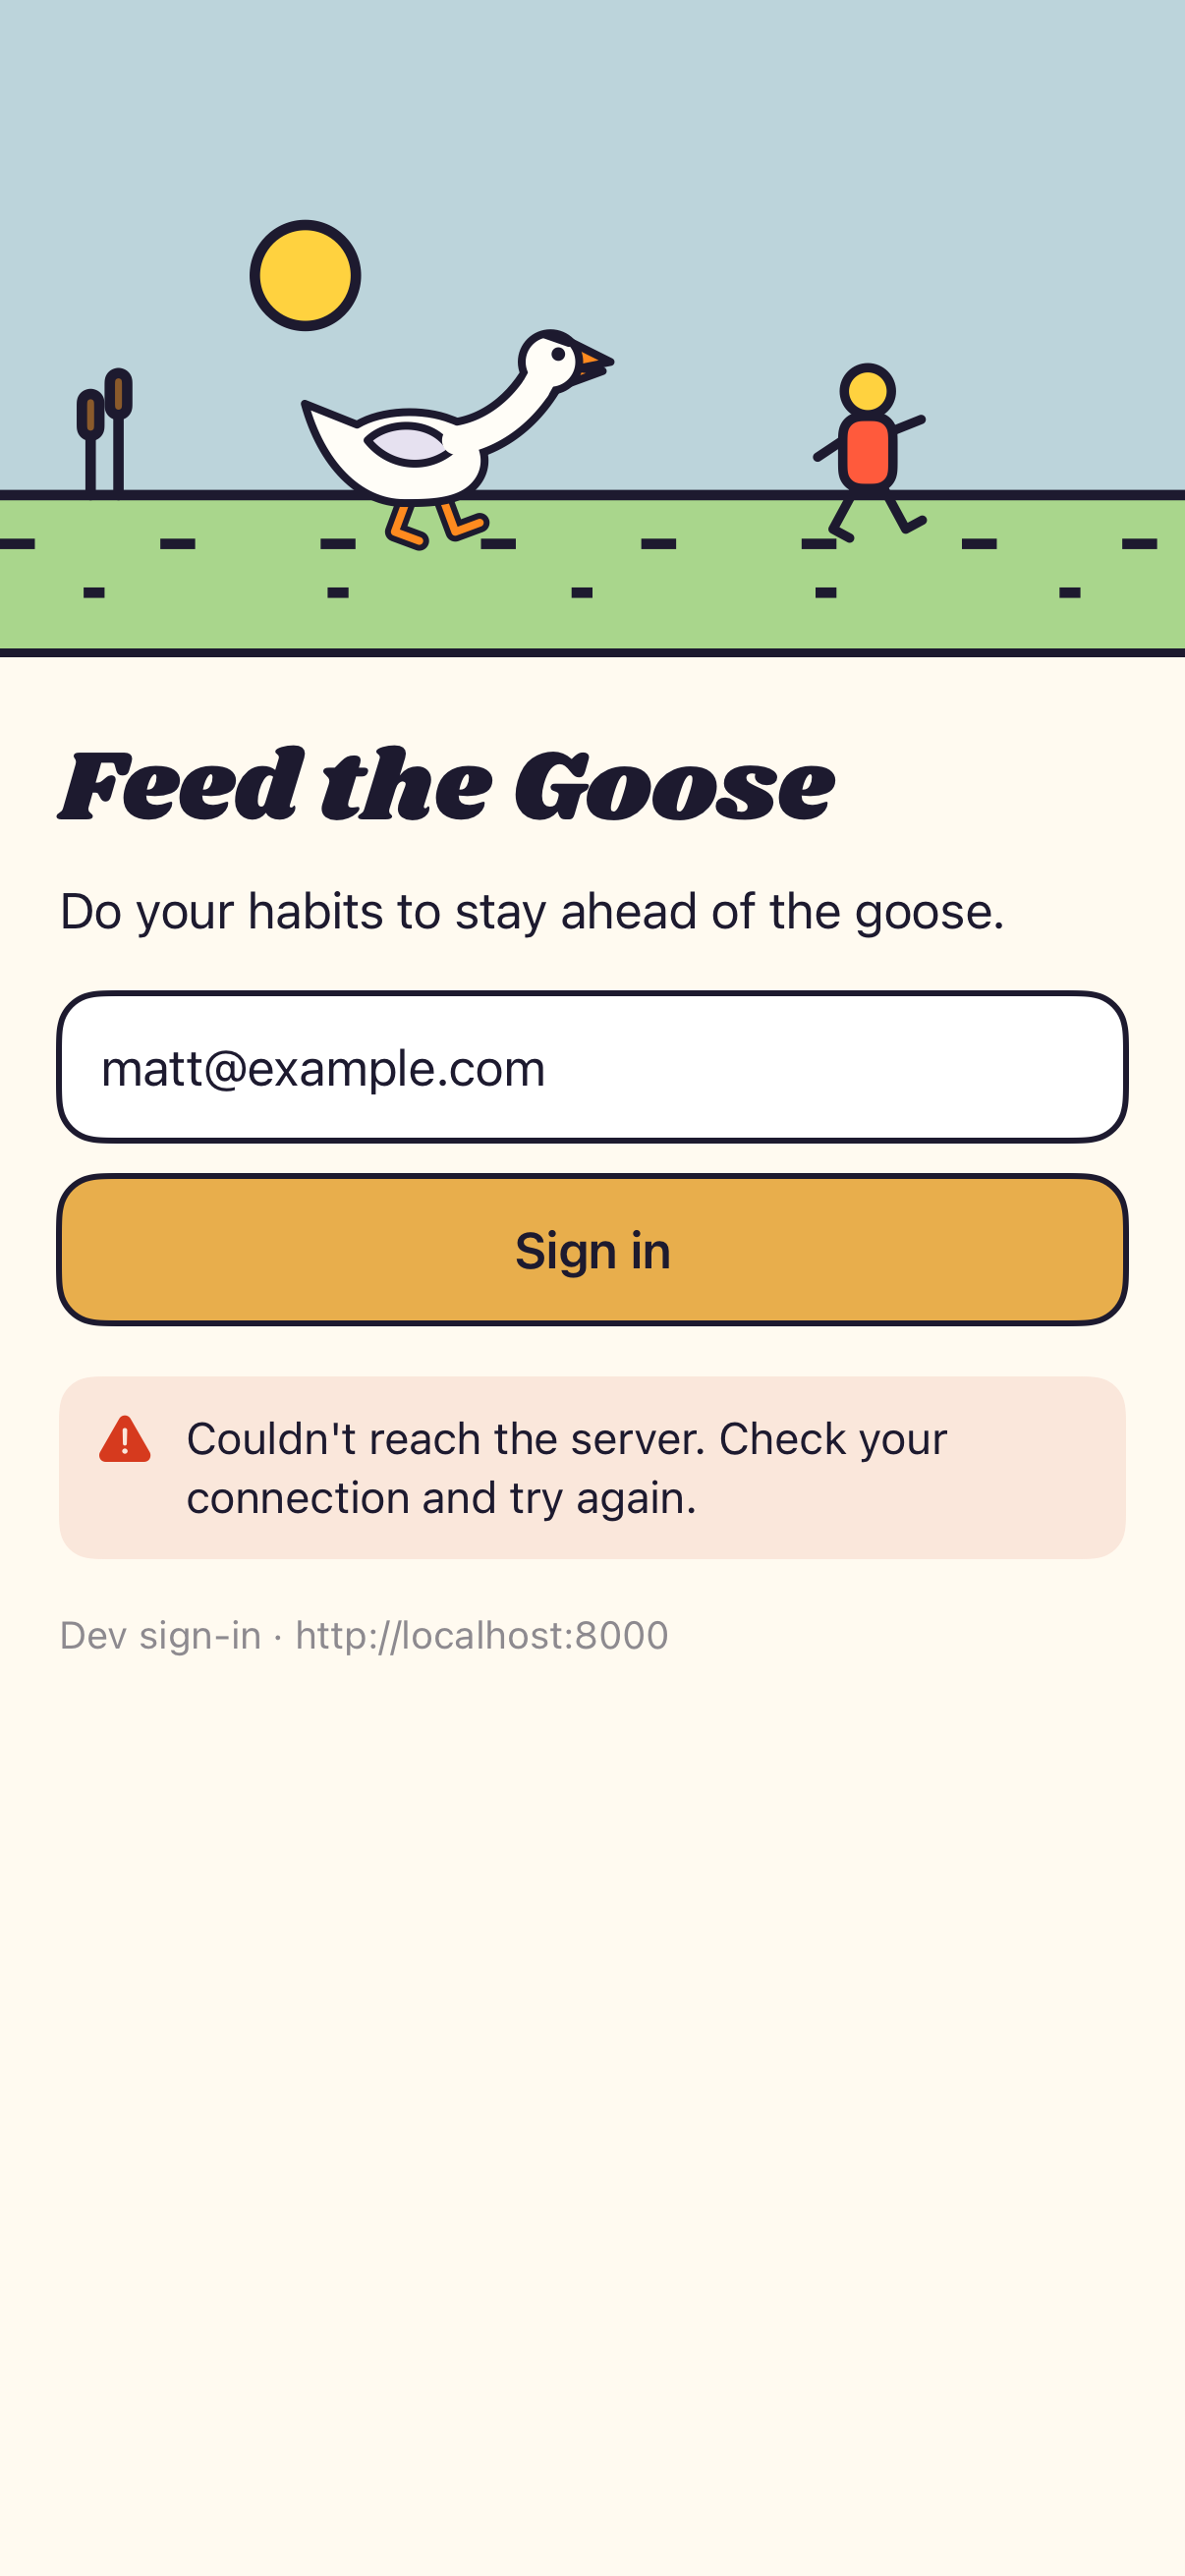 Feed the Goose
Do your habits to stay ahead of the goose.
matt@example.com
Sign in
Couldn't reach the server. Check your
connection and try again.
Dev sign-in · http://localhost:8000